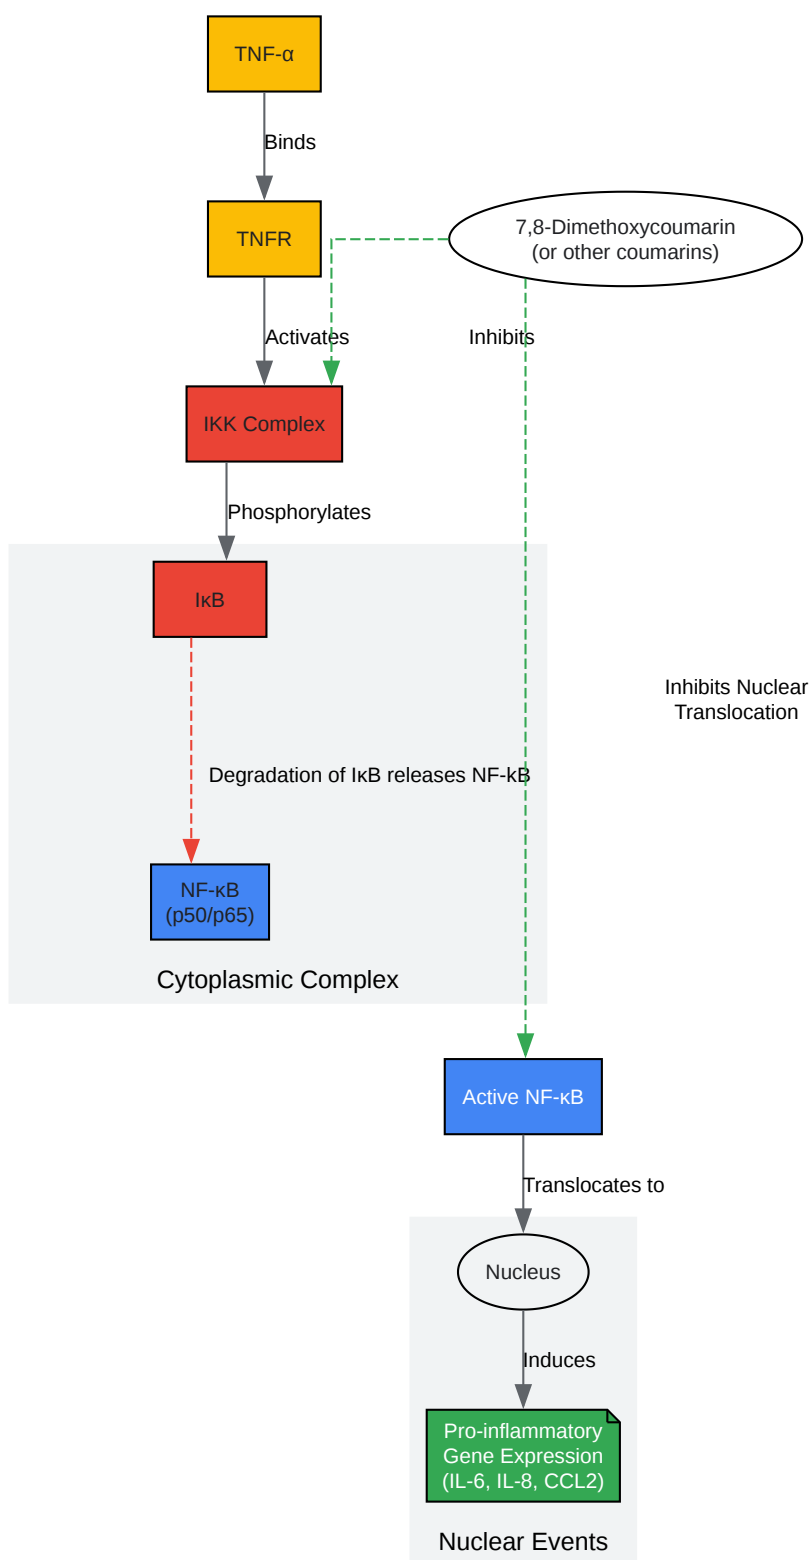 TNF-α
Binds
TNFR
7,8-Dimethoxycoumarin
(or other coumarins)
Activates
Inhibits
IKK Complex
Phosphorylates
IκB
Inhibits Nuclear
Translocation
Degradation of IκB releases NF-kB
NF-κB
(p50/p65)
Cytoplasmic Complex
Active NF-κB
Translocates to
Nucleus
Induces
Pro-inflammatory
Gene Expression
(IL-6, IL-8, CCL2)
Nuclear Events